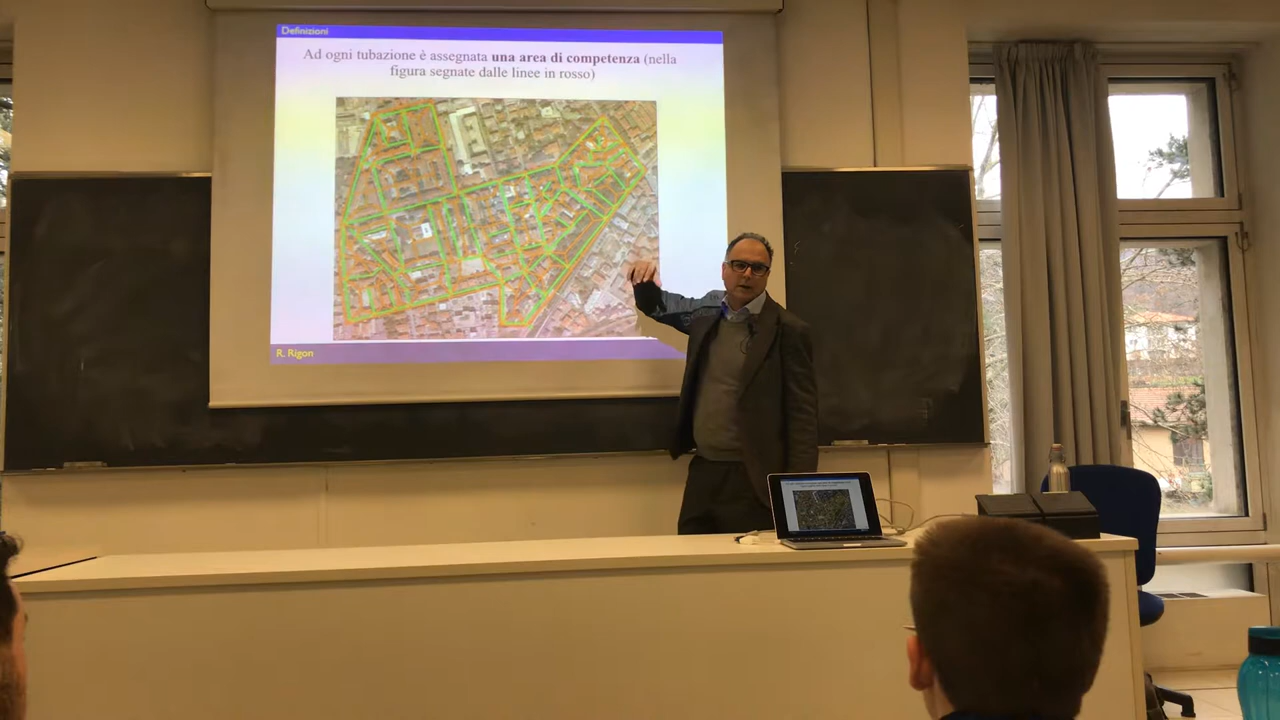 Definizioni
Ad ogni tubazione è assegnata una area di competenza (nella
figura segnate dalle linee in rosso)
R. Rigon